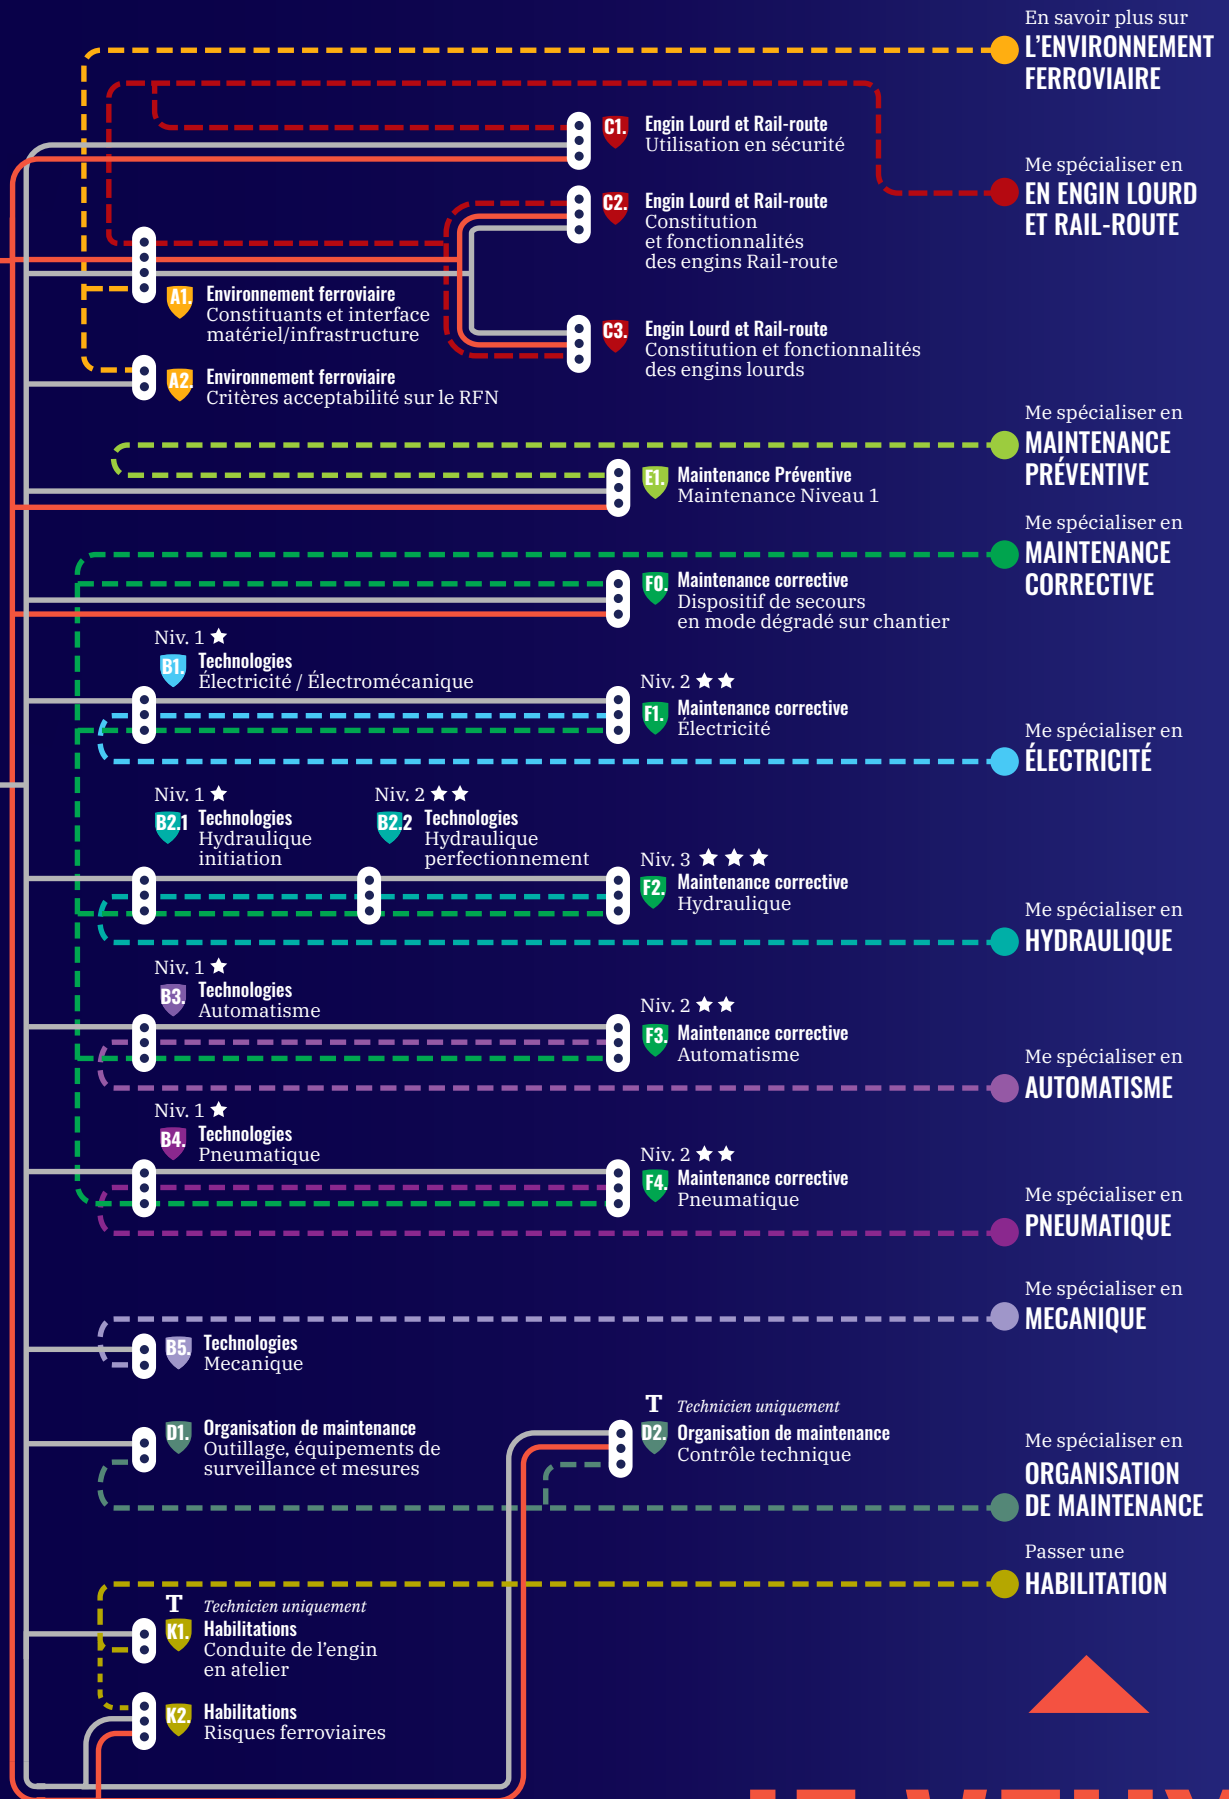 En savoir plus sur
L'ENVIRONNEMENT
FERROVIAIRE
C1. Engin Lourd et Rail-route
Utilisation en sécurité
Me spécialiser en
EN ENGIN LOURD
ET RAIL-ROUTE
C2. Engin Lourd et Rail-route
Constitution
et fonctionnalités
des engins Rail-route
A1. Environnement ferroviaire
Constituants et interface
matériel/infrastructure
C3. Engin Lourd et Rail-route
Constitution et fonctionnalités
des engins lourds
A2. Environnement ferroviaire
Critères acceptabilité sur le RFN
Me spécialiser en
MAINTENANCE
PRÉVENTIVE
E1. Maintenance Préventive
Maintenance Niveau 1
Me spécialiser en
MAINTENANCE
CORRECTIVE
F0. Maintenance corrective
Dispositif de secours
en mode dégradé sur chantier
Niv. 1
B1. Technologies
Électricité / Électromécanique
Niv. 2
F1. Maintenance corrective
Électricité
Me spécialiser en
ÉLECTRICITÉ
Niv. 1
B2.1 Technologies
Hydraulique
initiation
Niv. 2
B2.2 Technologies
Hydraulique
perfectionnement
Niv. 3
F2. Maintenance corrective
Hydraulique
Me spécialiser en
HYDRAULIQUE
Niv. 1
B3. Technologies
Automatisme
Niv. 2
F3. Maintenance corrective
Automatisme
Me spécialiser en
AUTOMATISME
Niv. 1
B4. Technologies
Pneumatique
Niv. 2
F4. Maintenance corrective
Pneumatique
Me spécialiser en
PNEUMATIQUE
Me spécialiser en
MECANIQUE
B5. Technologies
Mecanique
D1. Organisation de maintenance
Outillage, équipements de
surveillance et mesures
T Technicien uniquement
D2. Organisation de maintenance
Contrôle technique
Me spécialiser en
ORGANISATION
DE MAINTENANCE
Passer une
HABILITATION
T Technicien uniquement
K1. Habilitations
Conduite de l'engin
en atelier
K2. Habilitations
Risques ferroviaires